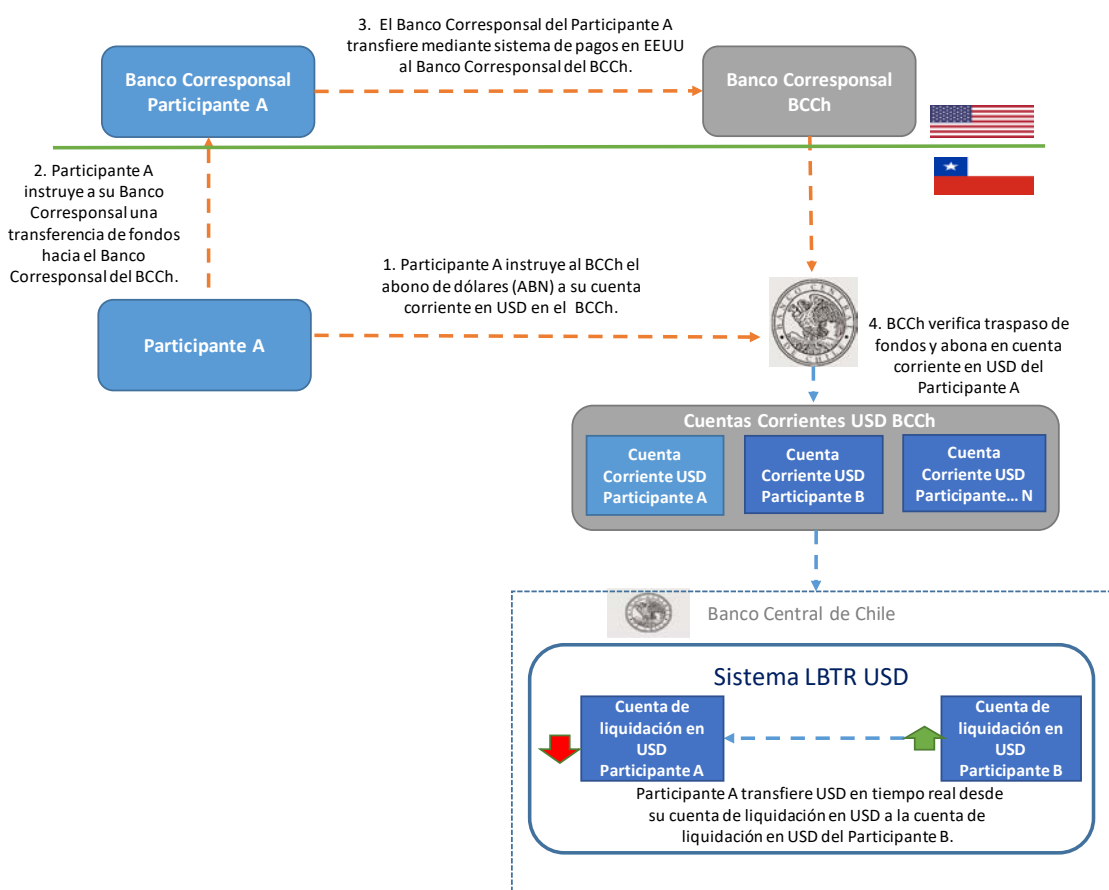 3. El Banco Corresponsal del Participante A
transfiere mediante sistema de pagos en EEUU
al Banco Corresponsal del BCCh.
Banco Corresponsal
Participante A
Banco Corresponsal
BCCh
2. Participante A
instruye a su Banco
Corresponsal una
transferencia de fondos
hacia el Banco
Corresponsal del BCCh.
1. Participante A instruye al BCCh el
abono de dólares (ABN) a su cuenta
corriente en USD en el BCCh.
Participante A
BANCO CENTRAL
DE CHILE
4. BCCh verifica traspaso de
fondos y abona en cuenta
corriente en USD del
Participante A
Cuentas Corrientes USD BCCh
Cuenta
Corriente USD
Participante A
Cuenta
Corriente USD
Participante B
Cuenta
Corriente USD
Participante... N
Banco Central de Chile
Sistema LBTR USD
Cuenta de
liquidación en
USD
Participante A
Cuenta de
liquidación en
USD
Participante B
Participante A transfiere USD en tiempo real desde
su cuenta de liquidación en USD a la cuenta de
liquidación en USD del Participante B.